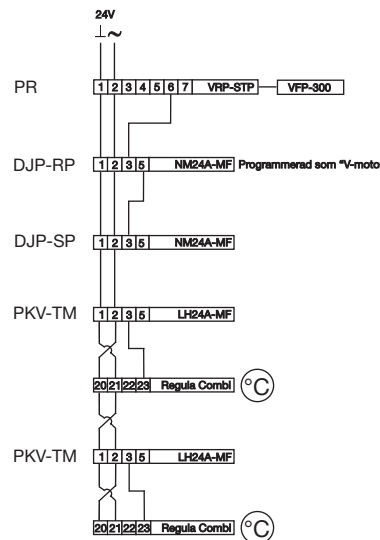 24V
⊥ ~
PR 1 2 3 4 5 6 7 VRP-STP VFP-300
DJP-RP 1 2 3 5 NM24A-MF Programmerad som "V-moto
DJP-SP 1 2 3 5 NM24A-MF
PKV-TM 1 2 3 5 LH24A-MF
20 21 22 23 Regula Combi °C
PKV-TM 1 2 3 5 LH24A-MF
20 21 22 23 Regula Combi °C